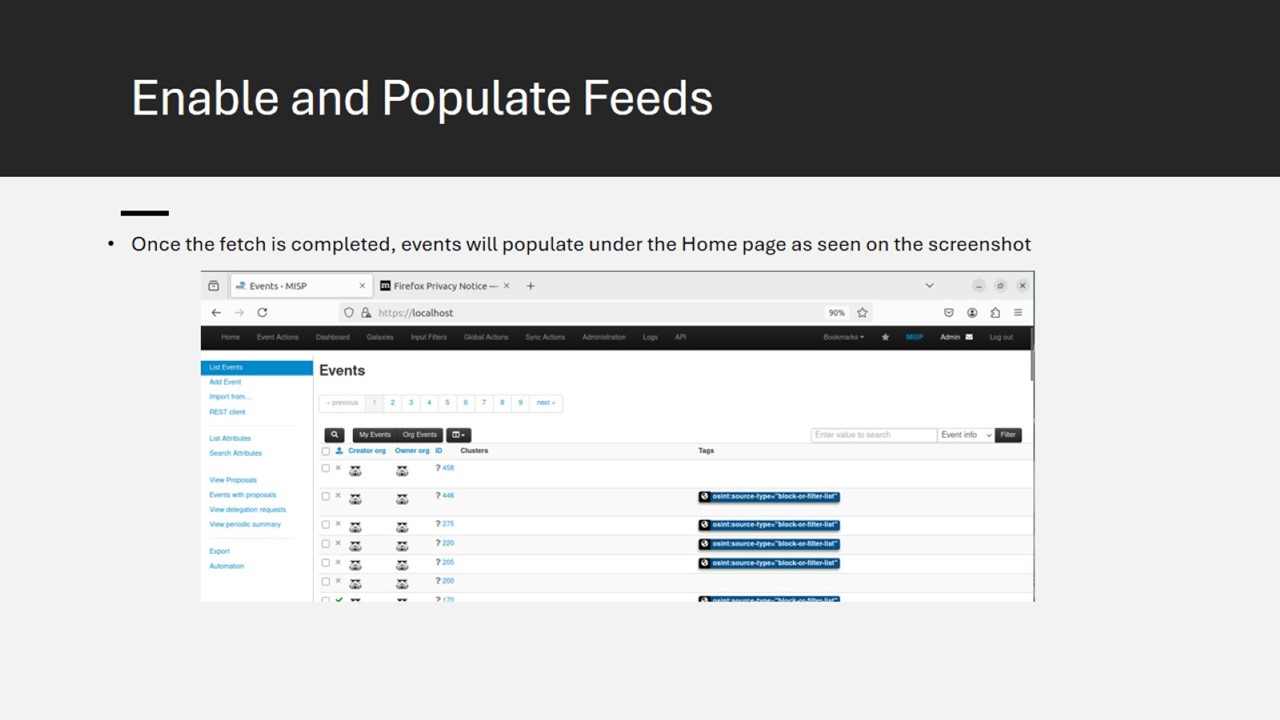 Enable and Populate Feeds
• Once the fetch is completed, events will populate under the Home page as seen on the screenshot
Events - MISP
Firefox Privacy Notice —
https://localhost
90%
Home Event Actions Dashboard Galaxies Input Filters Global Actions Sync Actions Administration Logs API Bookmarks MISP Admin Log out
List Events
Add Event
Import from...
REST client
List Attributes
Search Attributes
View Proposals
Events with proposals
View delegation requests
View periodic summary
Export
Automation
Events
« previous 1 2 3 4 5 6 7 8 9 next »
My Events Org Events Enter value to search Event info Filter
Creator org Owner org ID Clusters Tags
? 458
? 446 osint:source-type="block-or-filter-list"
? 275 osint:source-type="block-or-filter-list"
? 220 osint:source-type="block-or-filter-list"
? 205 osint:source-type="block-or-filter-list"
? 200
? 170 osint:source-type="block-or-filter-list"